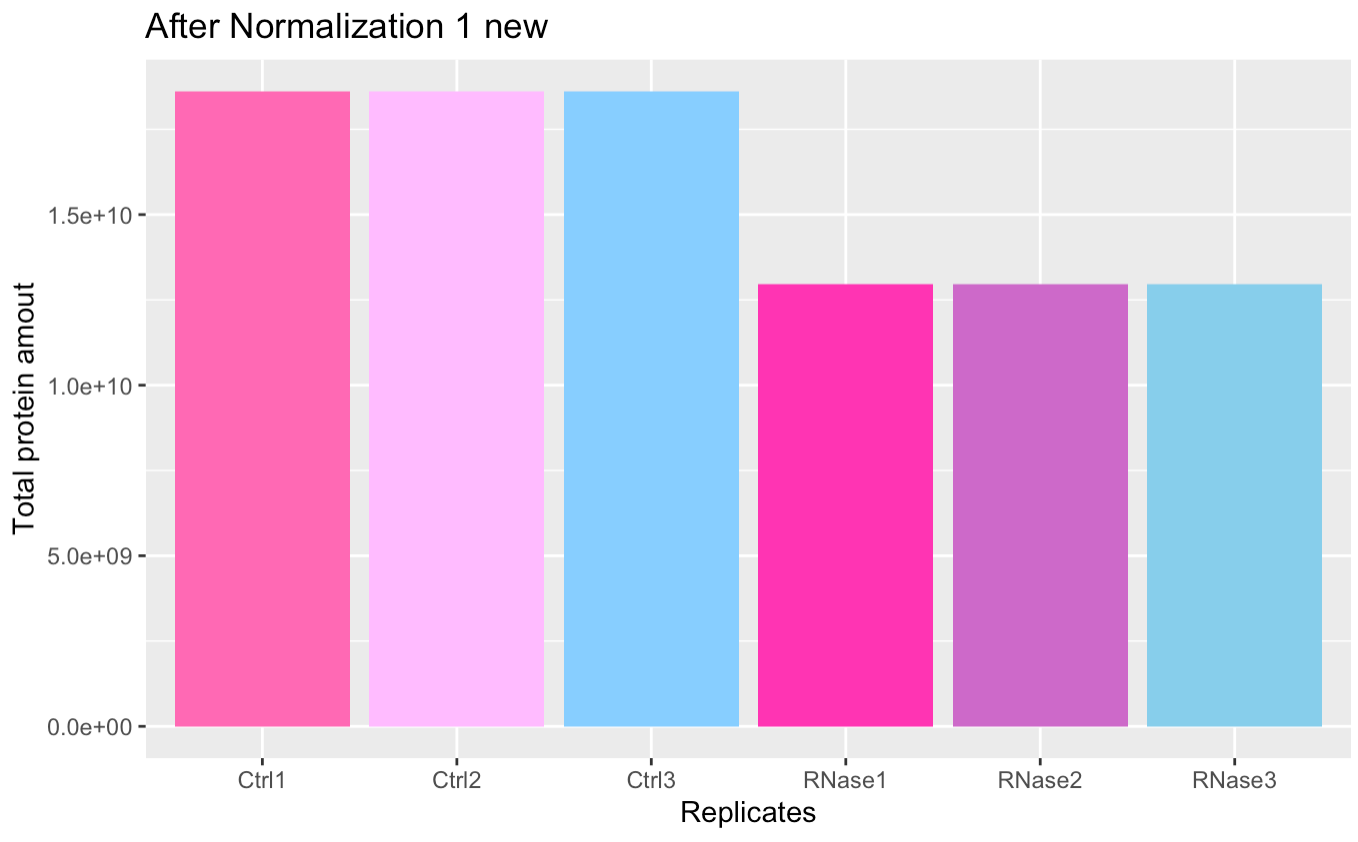 After Normalization 1 new
Total protein amout
1.5e+10
1.0e+10
5.0e+09
0.0e+00
Ctrl1
Ctrl2
Ctrl3
RNase1
RNase2
RNase3
Replicates